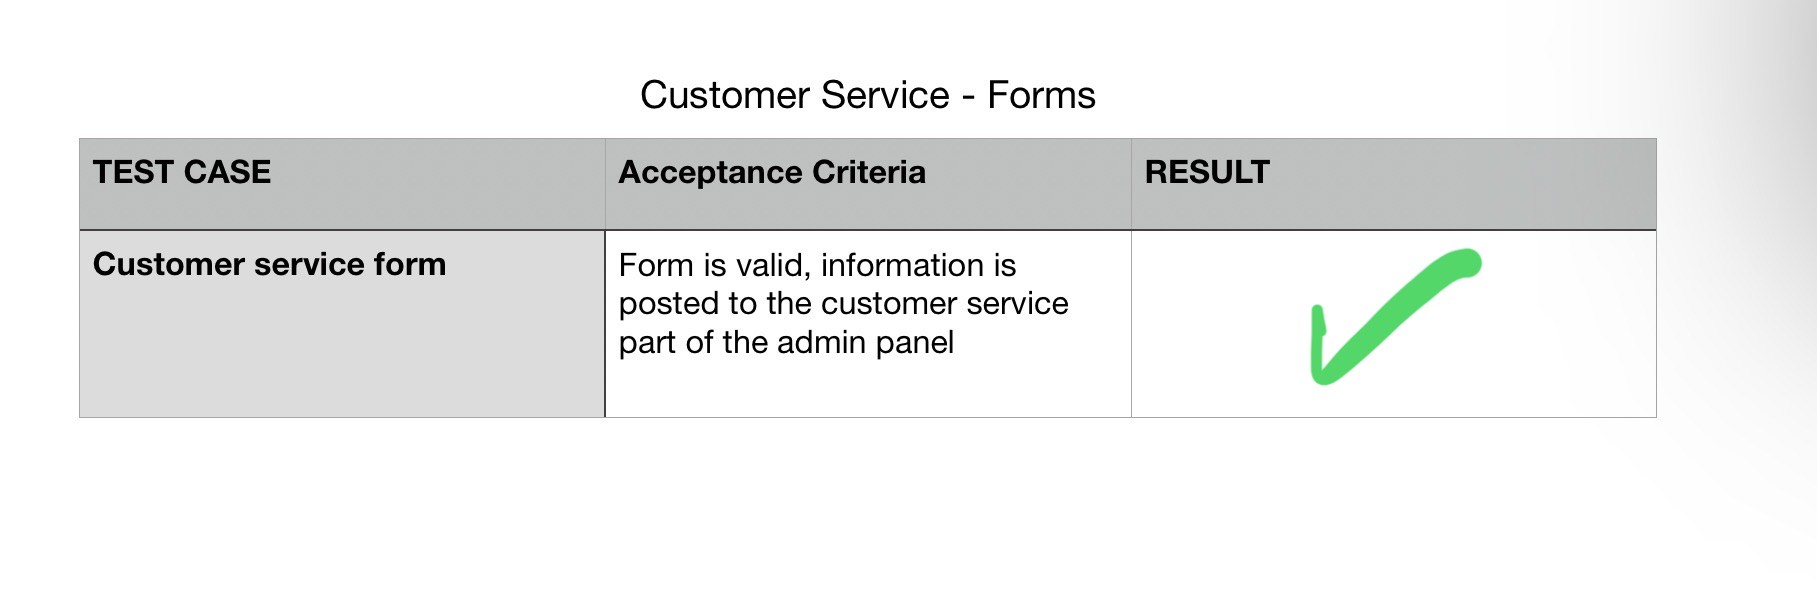 Customer Service - Forms
TEST CASE
Acceptance Criteria
RESULT
Customer service form
Form is valid, information is
posted to the customer service
part of the admin panel